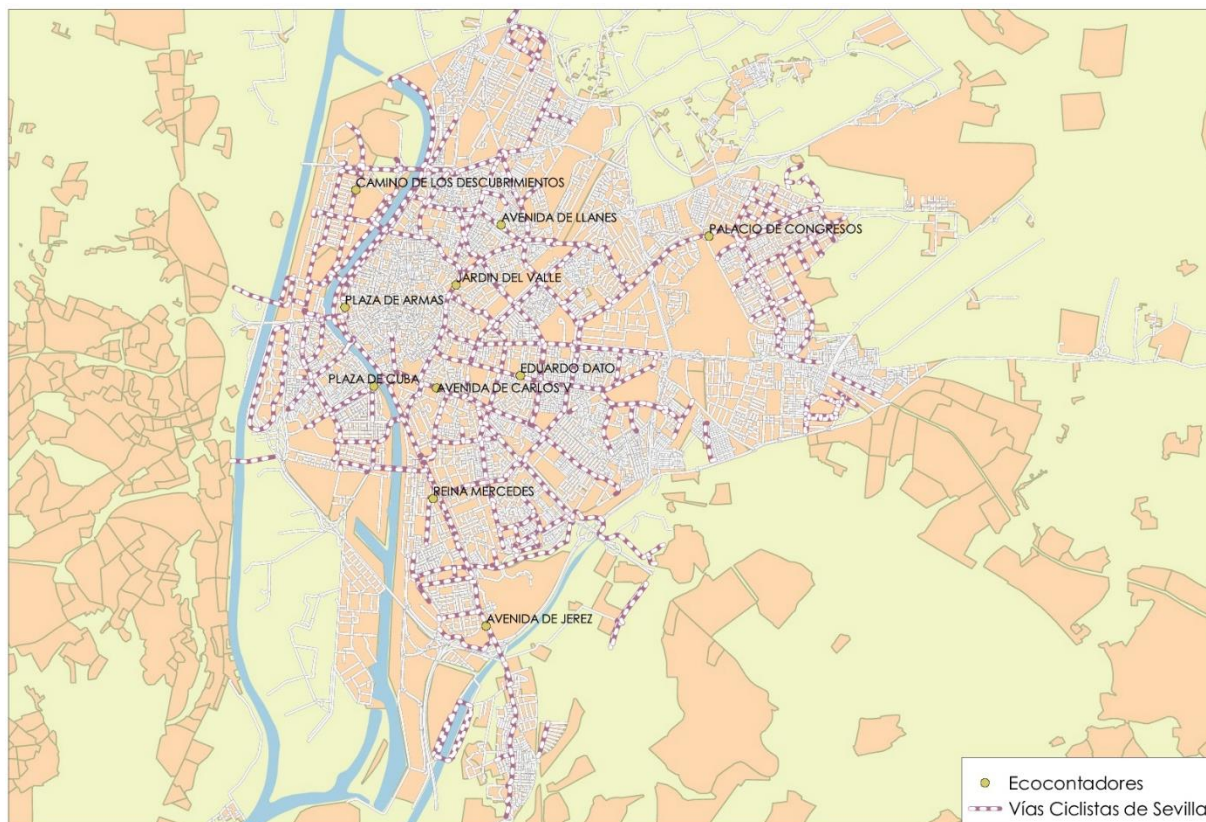 CAMINO DE LOS DESCUBRIMIENTOS
AVENIDA DE LLANES
PALACIO DE CONGRESOS
JARDIN DEL VALLE
PLAZA DE ARMAS
EDUARDO DATO
PLAZA DE CUBA
AVENIDA DE CARLOS V
REINA MERCEDES
AVENIDA DE JEREZ
Ecocontadores
Vías Ciclistas de Sevilla